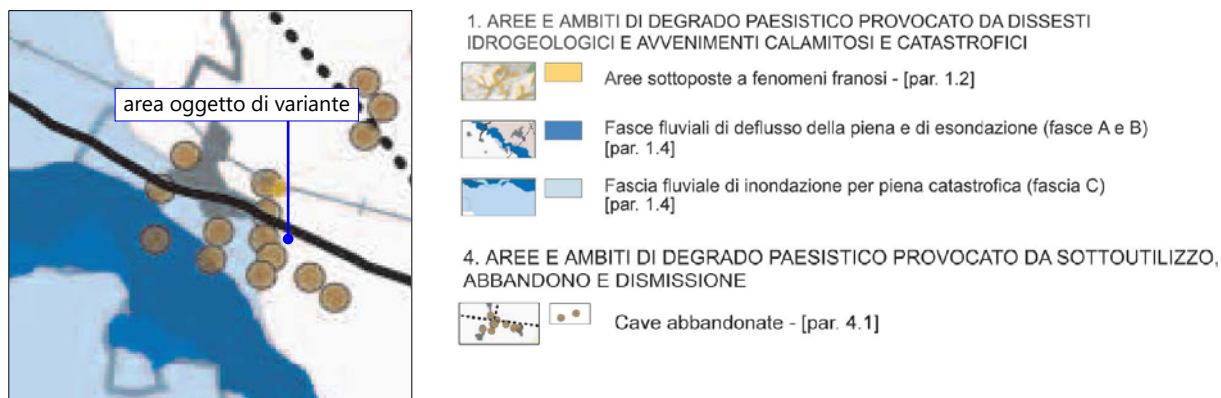 area oggetto di variante
1. AREE E AMBITI DI DEGRADO PAESISTICO PROVOCATO DA DISSESTI
IDROGEOLOGICI E AVVENIMENTI CALAMITOSI E CATASTROFICI
Aree sottoposte a fenomeni franosi - [par. 1.2]
Fasce fluviali di deflusso della piena e di esondazione (fasce A e B)
[par. 1.4]
Fascia fluviale di inondazione per piena catastrofica (fascia C)
[par. 1.4]
4. AREE E AMBITI DI DEGRADO PAESISTICO PROVOCATO DA SOTTOUTILIZZO,
ABBANDONO E DISMISSIONE
Cave abbandonate - [par. 4.1]